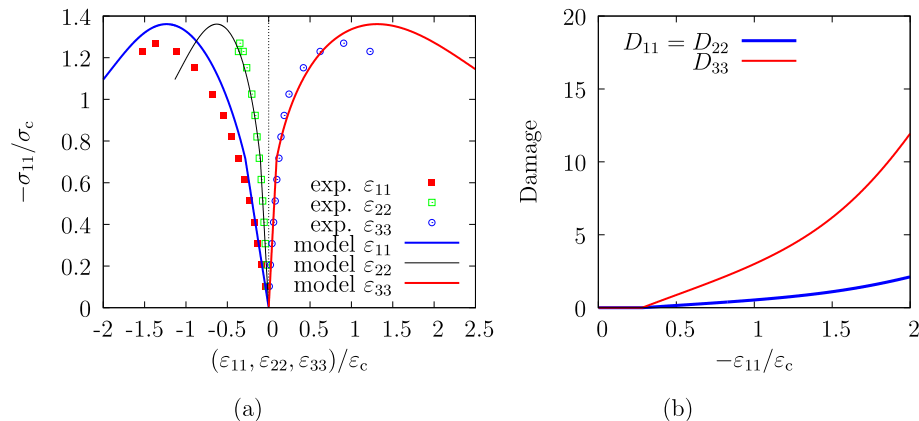 1.4
1.2
1
0.8
0.6
0.4
0.2
0
−σ₁₁/σ_c
exp. ε₁₁
exp. ε₂₂
exp. ε₃₃
model ε₁₁
model ε₂₂
model ε₃₃
-2 -1.5 -1 -0.5 0 0.5 1 1.5 2 2.5
(ε₁₁, ε₂₂, ε₃₃)/ε_c
(a)
20
15
10
5
0
Damage
D₁₁ = D₂₂
D₃₃
0 0.5 1 1.5 2
−ε₁₁/ε_c
(b)